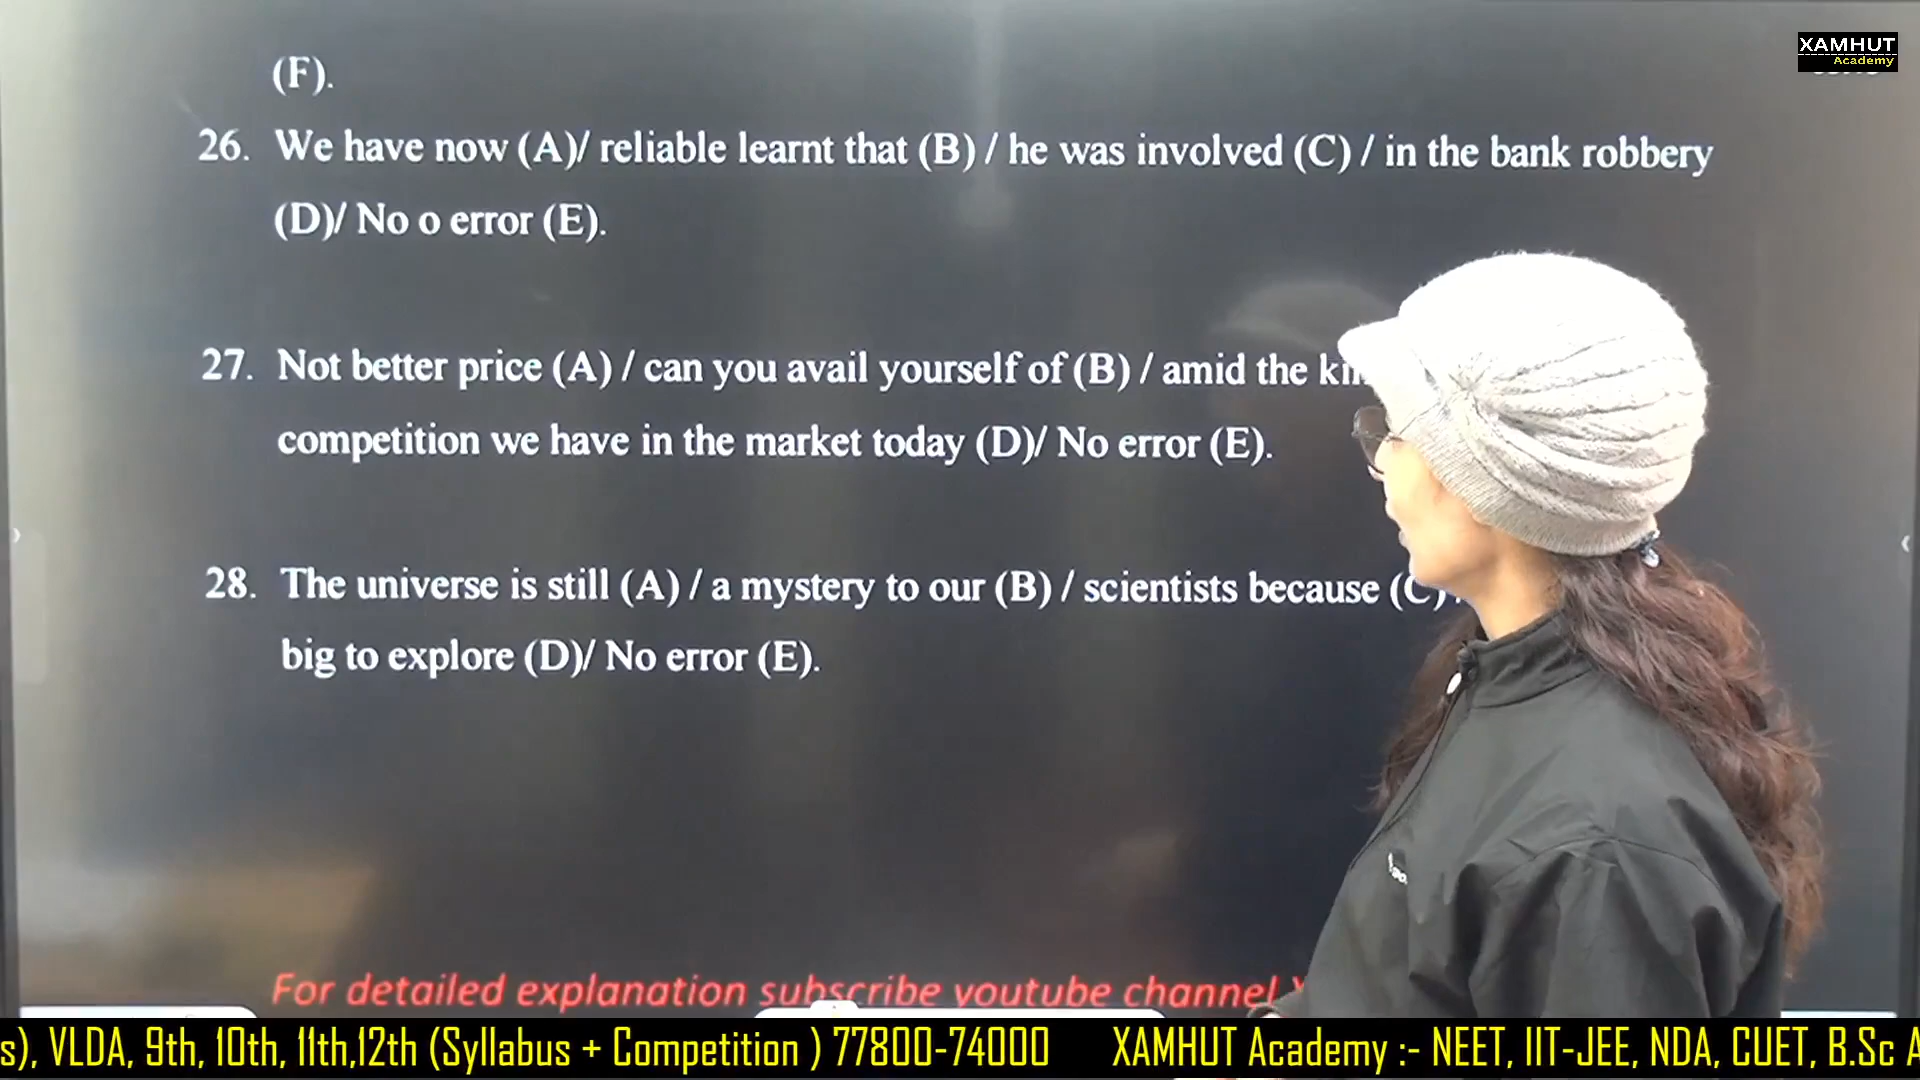 XAMHUT
Academy
(F).
26. We have now (A)/ reliable learnt that (B) / he was involved (C) / in the bank robbery
(D)/ No o error (E).
27. Not better price (A) / can you avail yourself of (B) / amid the
competition we have in the market today (D)/ No error (E).
28. The universe is still (A) / a mystery to our (B) / scientists because (C)
big to explore (D)/ No error (E).
For detailed explanation subscribe youtube channel
s), VLDA, 9th, 10th, 11th,12th (Syllabus + Competition ) 77800-74000 XAMHUT Academy :- NEET, IIT-JEE, NDA, CUET, B.Sc A